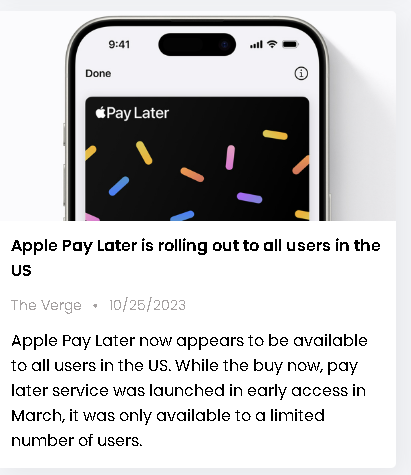 9:41
Done
Pay Later
Apple Pay Later is rolling out to all users in the
US
The Verge • 10/25/2023
Apple Pay Later now appears to be available
to all users in the US. While the buy now, pay
later service was launched in early access in
March, it was only available to a limited
number of users.